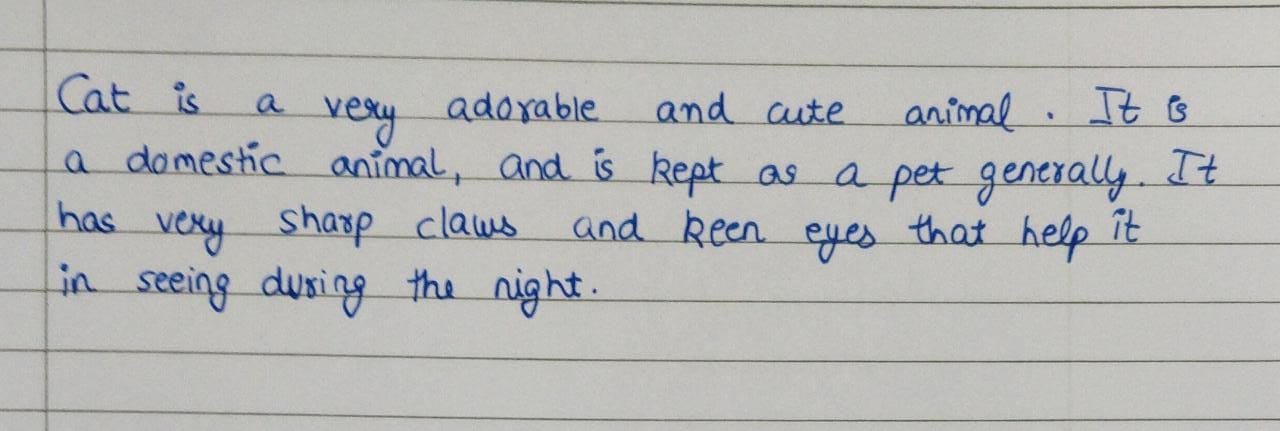 Cat is a very adorable and cute animal. It is
a domestic animal, and is kept as a pet generally. It
has very sharp claws and keen eyes that help it
in seeing during the night.